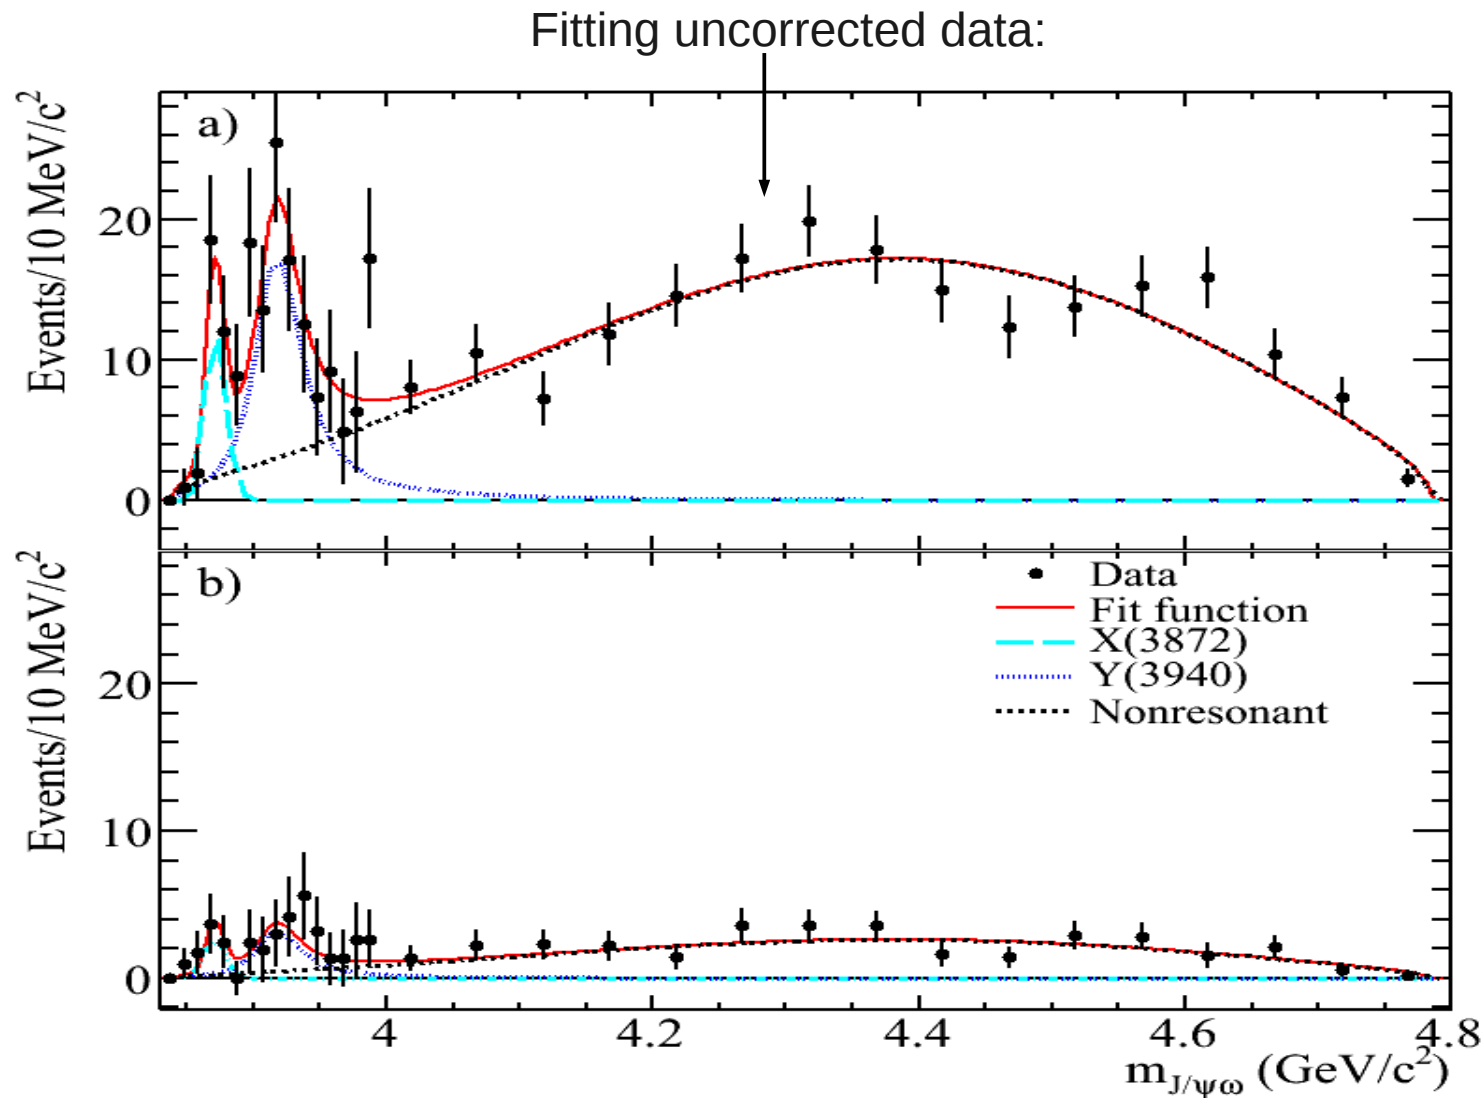 Fitting uncorrected data:
Events/10 MeV/c²
a)
20
10
0
Events/10 MeV/c²
b)
Data
Fit function
X(3872)
Y(3940)
Nonresonant
20
10
0
4 4.2 4.4 4.6 4.8
m_J/ψω (GeV/c²)